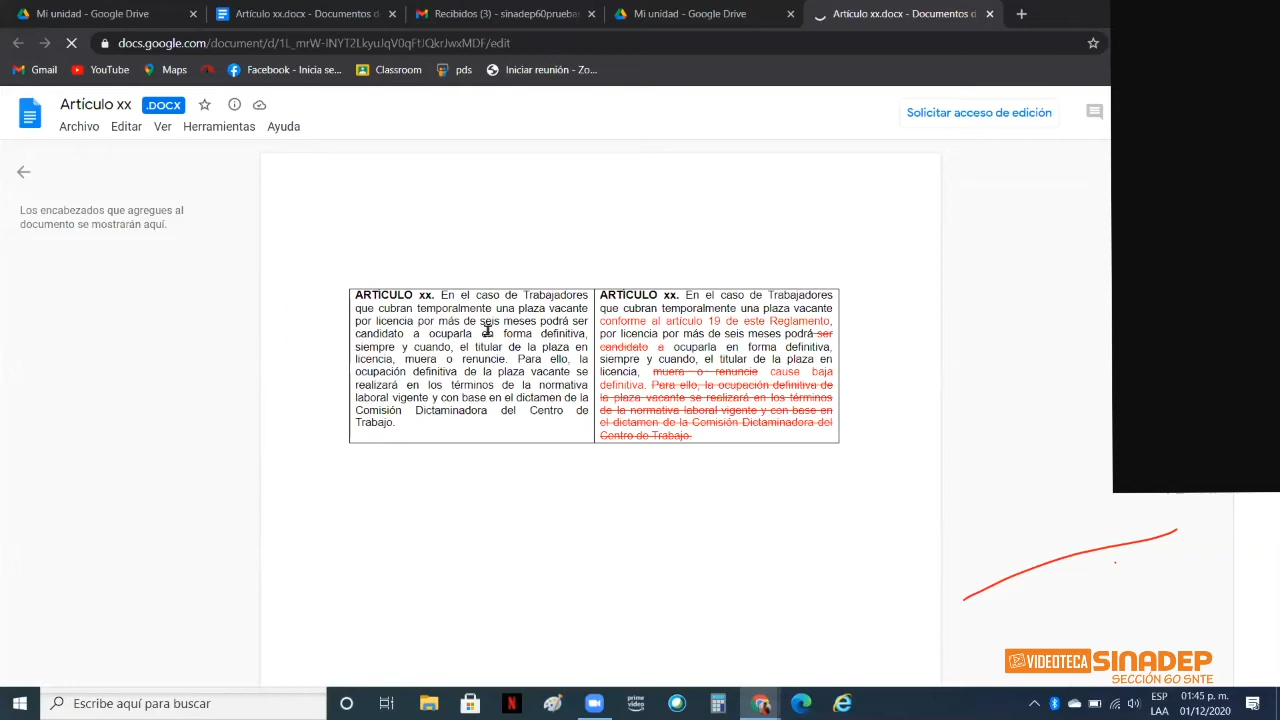 Mi unidad - Google Drive
Artículo xx.docx - Documentos de
Recibidos (3) - sinadep60prueba
Mi unidad - Google Drive
Artículo xx.docx - Documentos d
docs.google.com/document/d/1L_mrW-INYT2LkyuJqV0qFtJQkrJwxMDF/edit
Gmail
YouTube
Maps
Facebook - Inicia se...
Classroom
pds
Iniciar reunión - Zo...
Artículo xx
.DOCX
Solicitar acceso de edición
Archivo
Editar
Ver
Herramientas
Ayuda
Los encabezados que agregues al
documento se mostrarán aquí.
ARTÍCULO xx. En el caso de Trabajadores
que cubran temporalmente una plaza vacante
por licencia por más de seis meses podrá ser
candidato a ocuparla en forma definitiva,
siempre y cuando, el titular de la plaza en
licencia, muera o renuncie. Para ello, la
ocupación definitiva de la plaza vacante se
realizará en los términos de la normativa
laboral vigente y con base en el dictamen de la
Comisión Dictaminadora del Centro de
Trabajo.
ARTÍCULO xx. En el caso de Trabajadores
que cubran temporalmente una plaza vacante
conforme al artículo 19 de este Reglamento,
por licencia por más de seis meses podrá ser
candidato a ocuparla en forma definitiva,
siempre y cuando, el titular de la plaza en
licencia, muera o renuncie cause baja
definitiva. Para ello, la ocupación definitiva de
la plaza vacante se realizará en los términos
de la normativa laboral vigente y con base en
el dictamen de la Comisión Dictaminadora del
Centro de Trabajo.
VIDEOTECA SINADEP
SECCIÓN 60 SNTE
Escribe aquí para buscar
prime
video
ESP
LAA
01:45 p. m.
01/12/2020